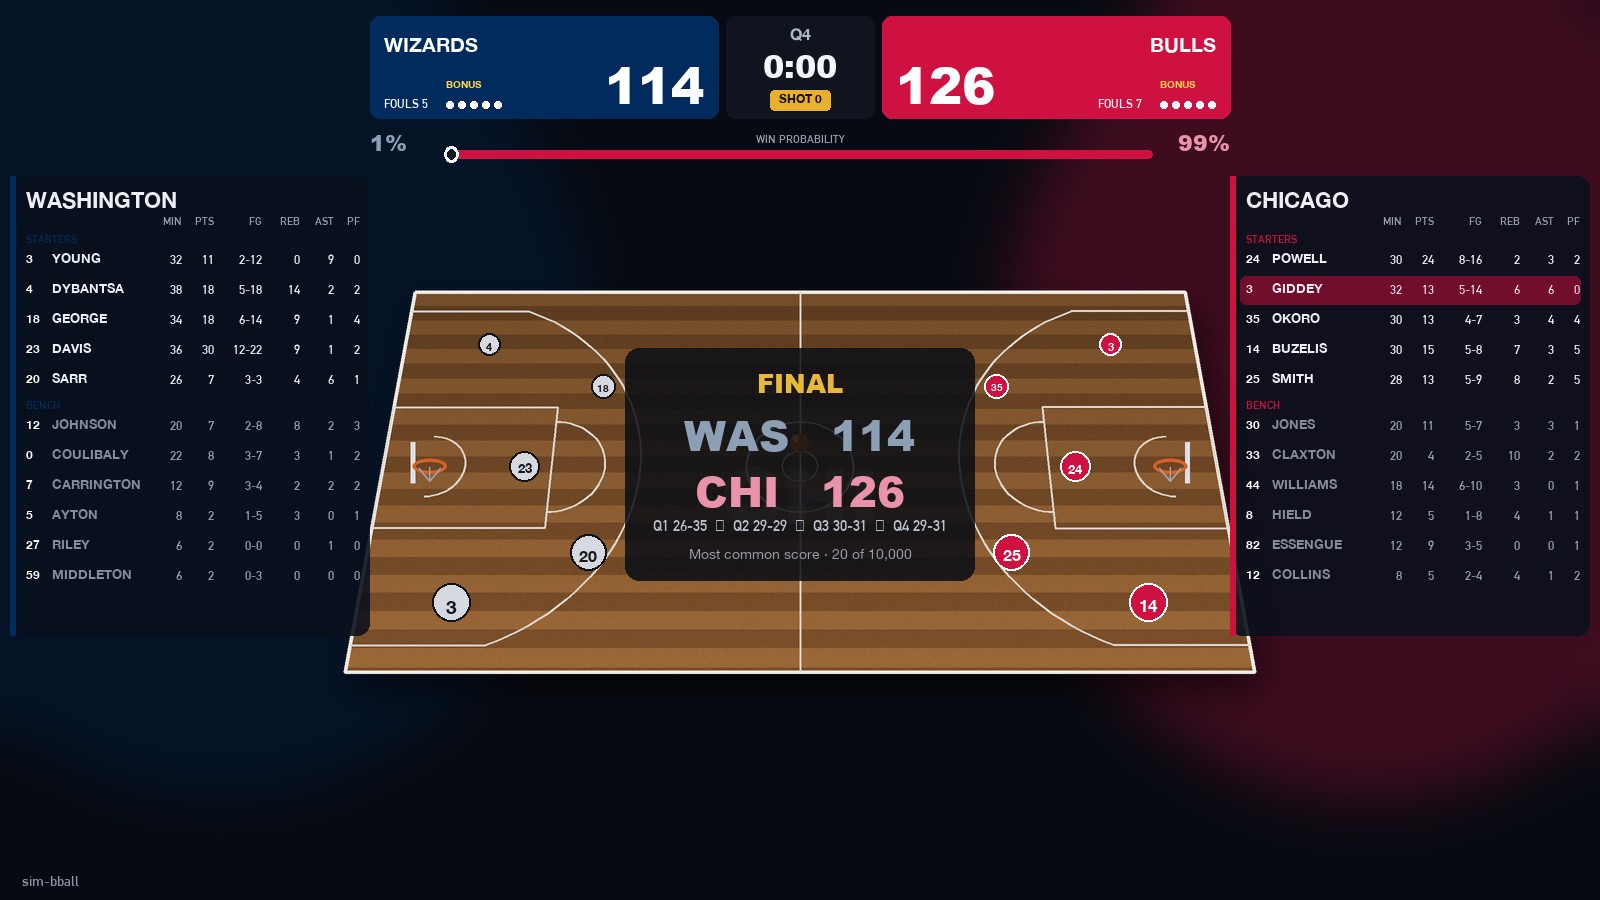 WIZARDS
BONUS
FOULS 5
114
Q4
0:00
SHOT 0
BULLS
126
BONUS
FOULS 7
1%
WIN PROBABILITY
99%
WASHINGTON
MIN PTS FG REB AST PF
STARTERS
3 YOUNG 32 11 2-12 0 9 0
4 DYBANTSA 38 18 5-18 14 2 2
18 GEORGE 34 18 6-14 9 1 4
23 DAVIS 36 30 12-22 9 1 2
20 SARR 26 7 3-3 4 6 1
BENCH
12 JOHNSON 20 7 2-8 8 2 3
0 COULIBALY 22 8 3-7 3 1 2
7 CARRINGTON 12 9 3-4 2 2 2
5 AYTON 8 2 1-5 3 0 1
27 RILEY 6 2 0-0 0 1 0
59 MIDDLETON 6 2 0-3 0 0 0
4
18
23
20
3
FINAL
WAS 114
CHI 126
Q1 26-35 Q2 29-29 Q3 30-31 Q4 29-31
Most common score · 20 of 10,000
3
35
24
25
14
CHICAGO
MIN PTS FG REB AST PF
STARTERS
24 POWELL 30 24 8-16 2 3 2
3 GIDDEY 32 13 5-14 6 6 0
35 OKORO 30 13 4-7 3 4 4
14 BUZELIS 30 15 5-8 7 3 5
25 SMITH 28 13 5-9 8 2 5
BENCH
30 JONES 20 11 5-7 3 3 1
33 CLAXTON 20 4 2-5 10 2 2
44 WILLIAMS 18 14 6-10 3 0 1
8 HIELD 12 5 1-8 4 1 1
82 ESSENGUE 12 9 3-5 0 0 1
12 COLLINS 8 5 2-4 4 1 2
sim-bball